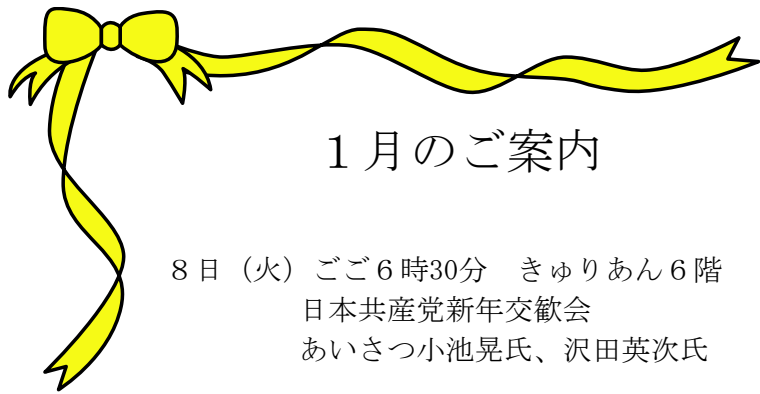 １月のご案内
８日（火）ごご６時30分　きゅりあん６階
日本共産党新年交歓会
あいさつ小池晃氏、沢田英次氏